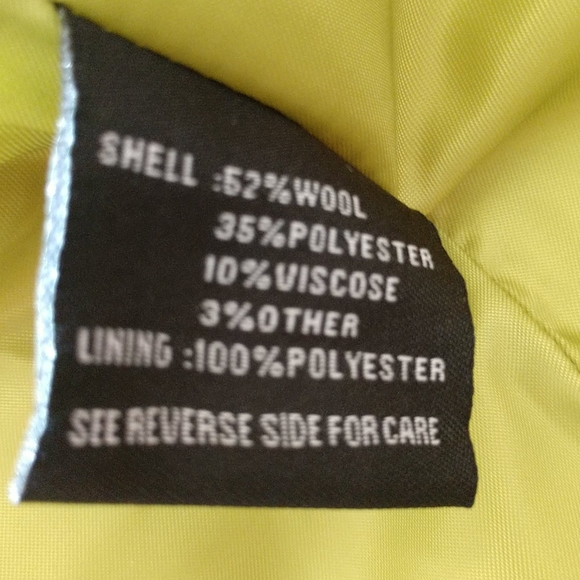 SHELL :52%WOOL
35%POLYESTER
10%VISCOSE
3%OTHER
LINING :100%POLYESTER
SEE REVERSE SIDE FOR CARE